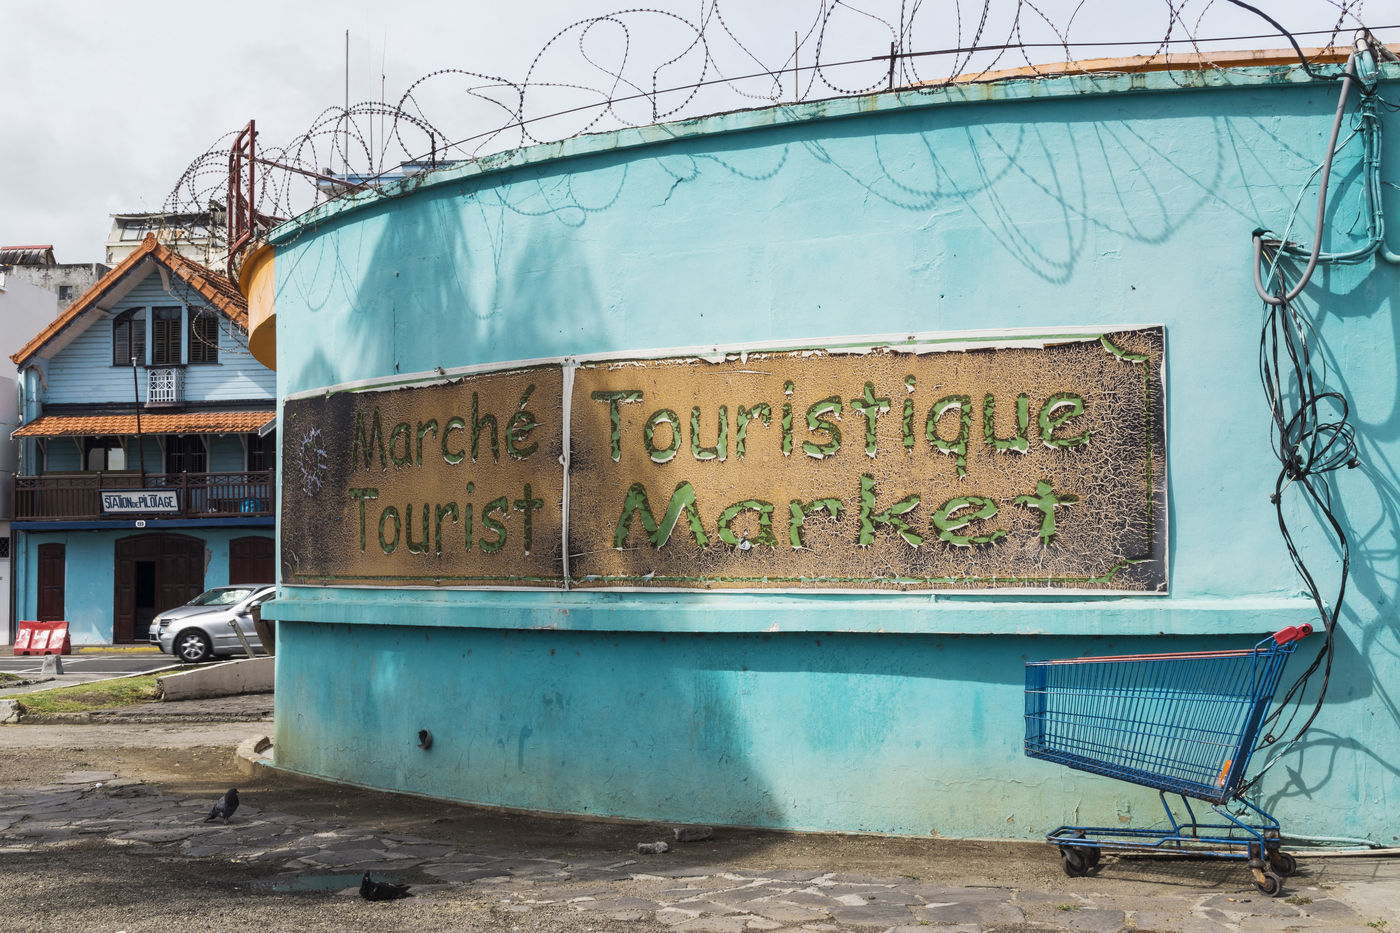 Marché Touristique
Tourist Market
STATION DE PILOTAGE